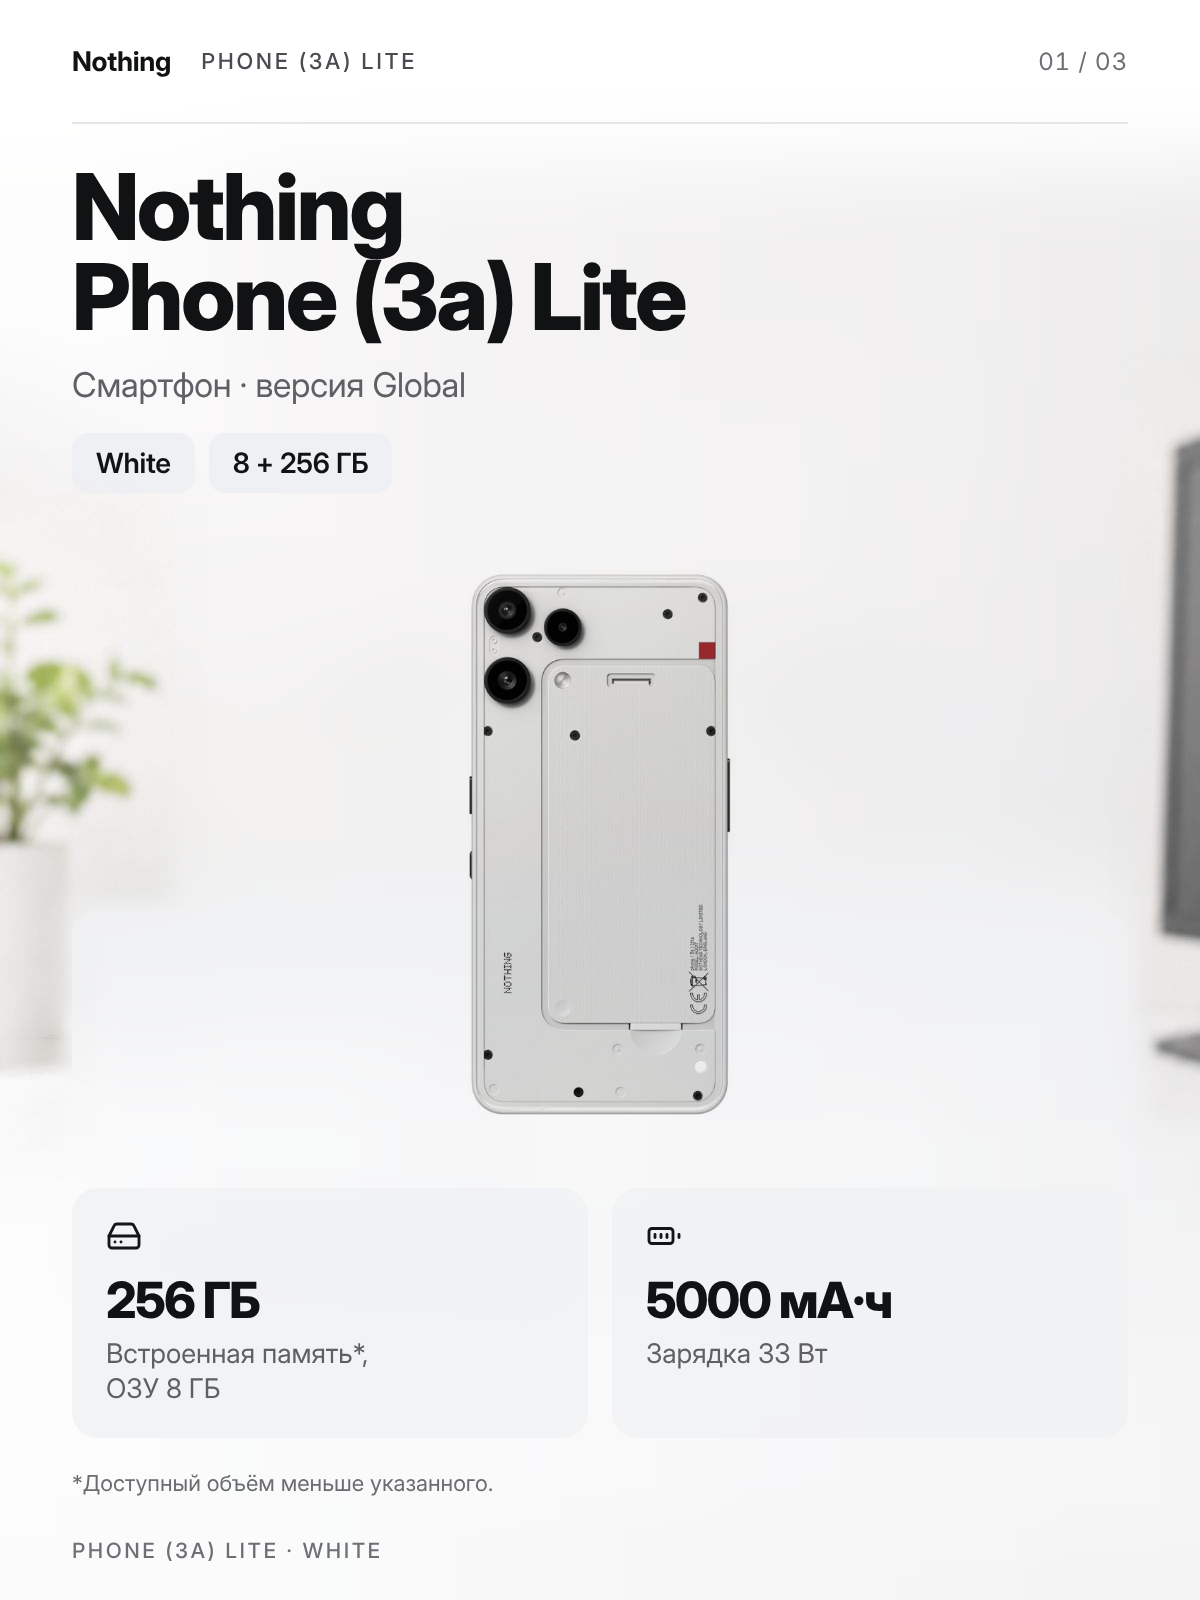 Nothing PHONE (3A) LITE 01 / 03
Nothing
Phone (3a) Lite
Смартфон · версия Global
White 8 + 256 ГБ
NOTHING
256 ГБ
Встроенная память*,
ОЗУ 8 ГБ
5000 мА·ч
Зарядка 33 Вт
*Доступный объём меньше указанного.
PHONE (3A) LITE · WHITE